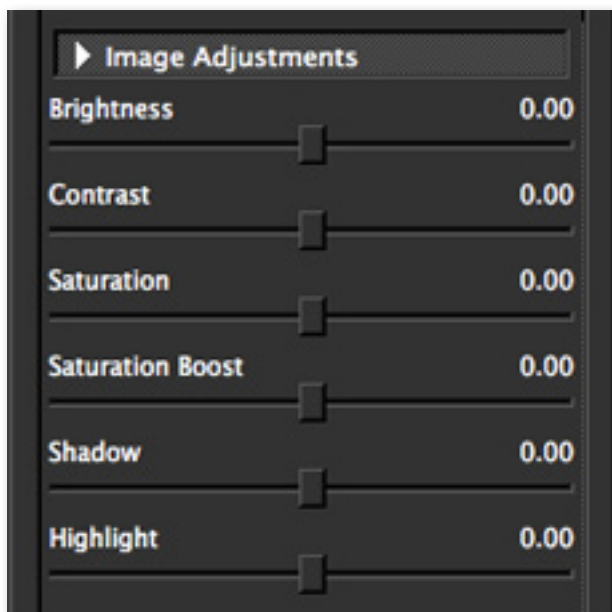 Image Adjustments
Brightness 0.00
Contrast 0.00
Saturation 0.00
Saturation Boost 0.00
Shadow 0.00
Highlight 0.00